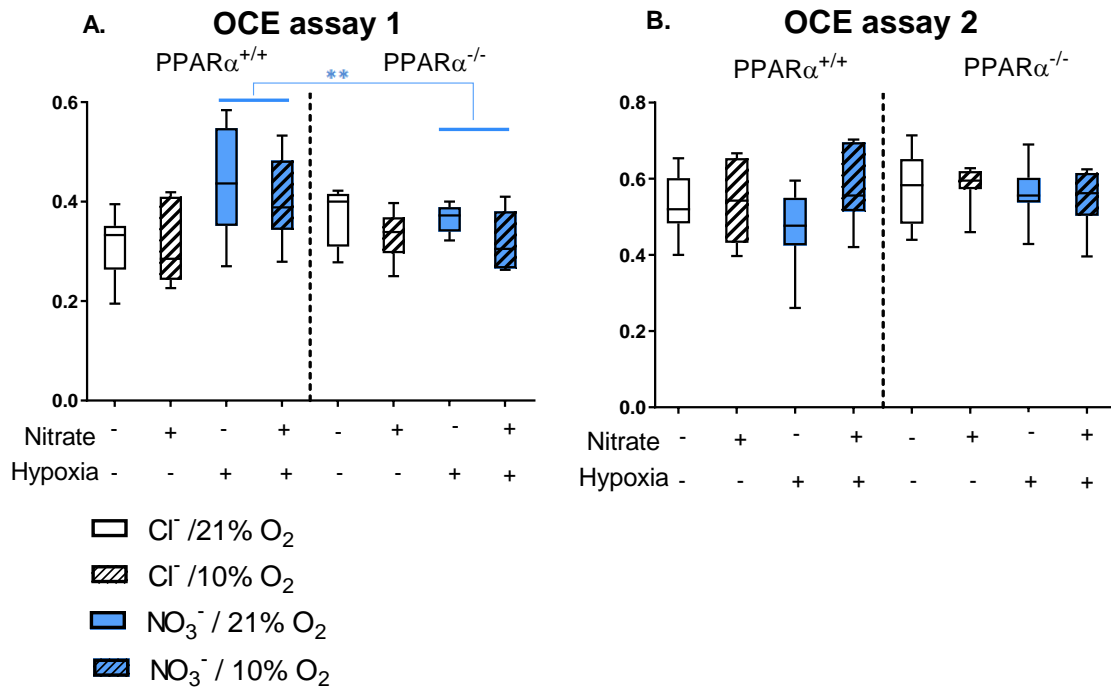 A.
OCE assay 1
PPARα+/+
PPARα-/-
**
0.6
0.4
0.2
0.0
Nitrate - + - + - + - +
Hypoxia - - + + - - + +
B.
OCE assay 2
PPARα+/+
PPARα-/-
0.8
0.6
0.4
0.2
0.0
Nitrate - + - + - + - +
Hypoxia - - + + - - + +
Cl- /21% O2
Cl- /10% O2
NO3- / 21% O2
NO3- / 10% O2